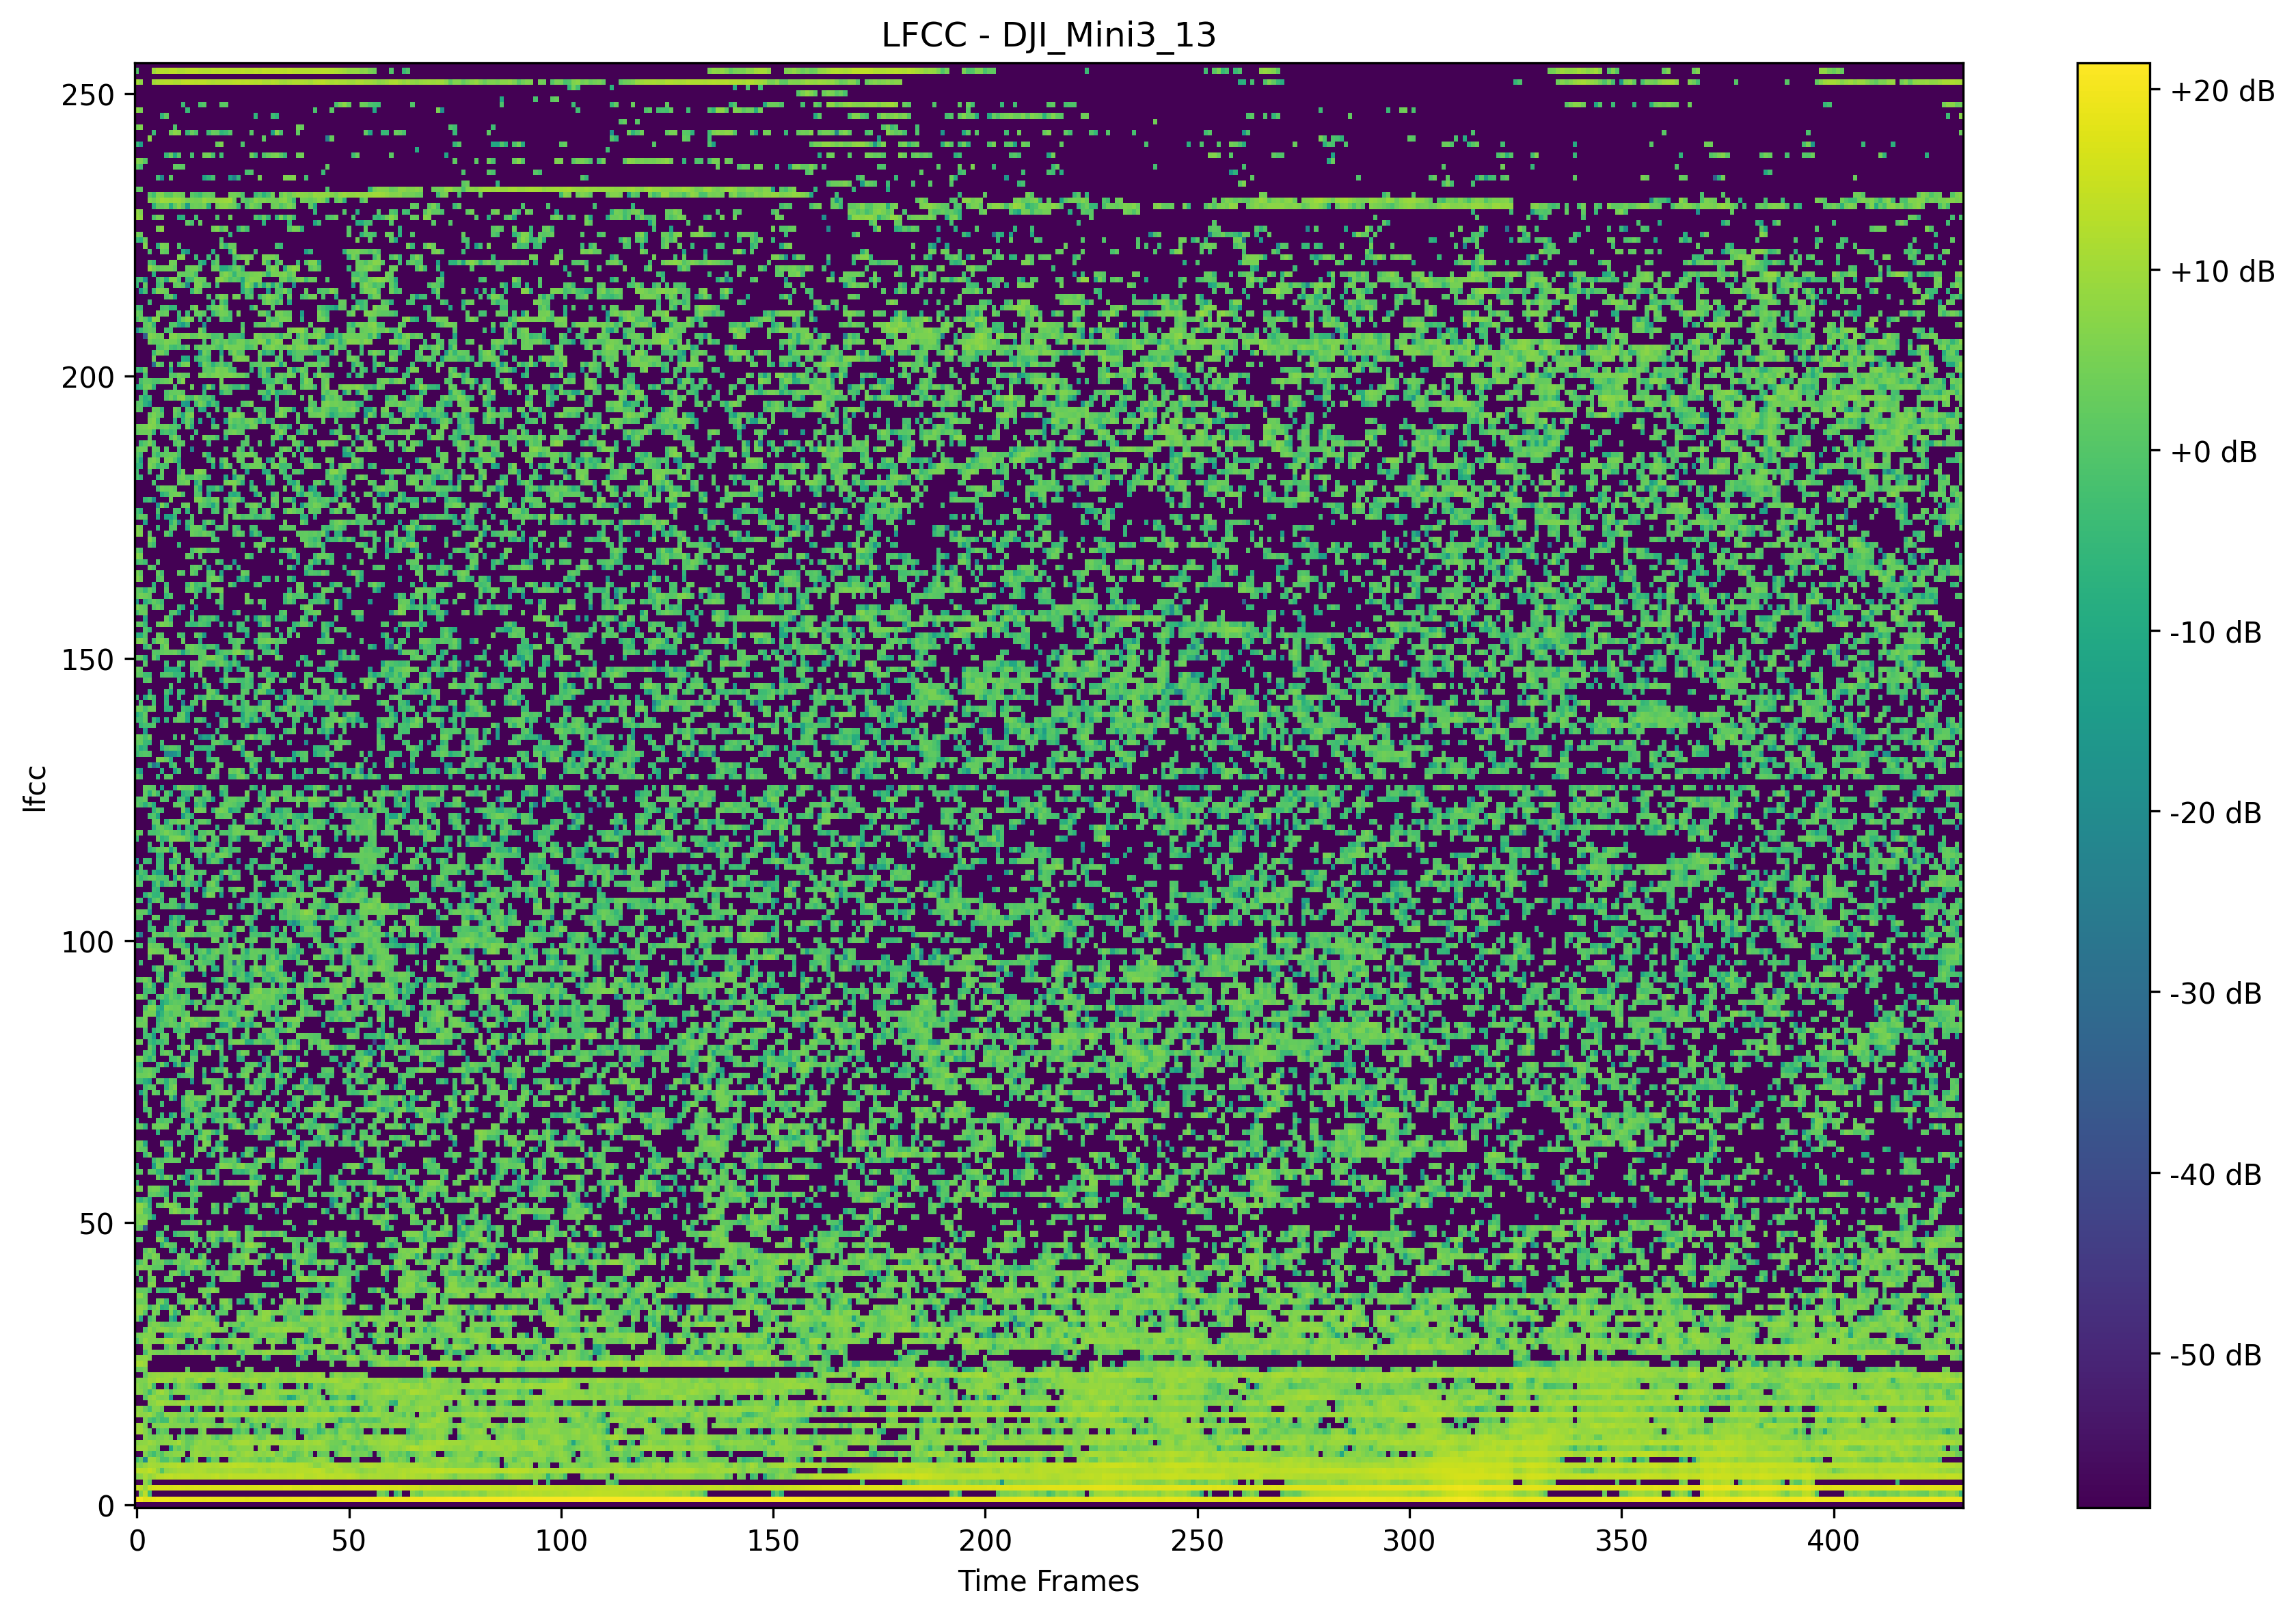 LFCC - DJI_Mini3_13
lfcc
250
200
150
100
50
0
0 50 100 150 200 250 300 350 400
Time Frames
+20 dB
+10 dB
+0 dB
-10 dB
-20 dB
-30 dB
-40 dB
-50 dB